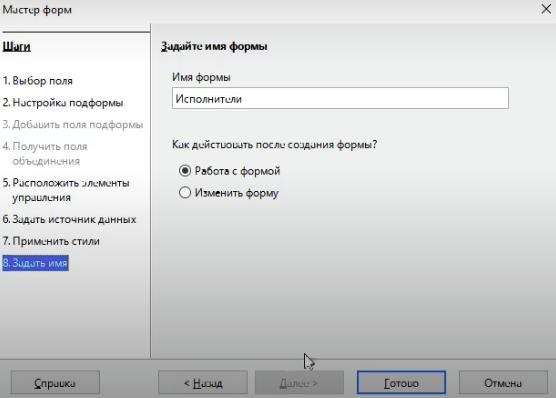 Мастер форм
Шаги
1. Выбор поля
2. Настройка подформы
3. Добавить поля подформы
4. Получить поля
объединения
5. Расположить элементы
управления
6. Задать источник данных
7. Применить стили
8. Задать имя
Задайте имя формы
Имя формы
Исполнители
Как действовать после создания формы?
Работа с формой
Изменить форму
Справка
< Назад
Далее >
Готово
Отмена